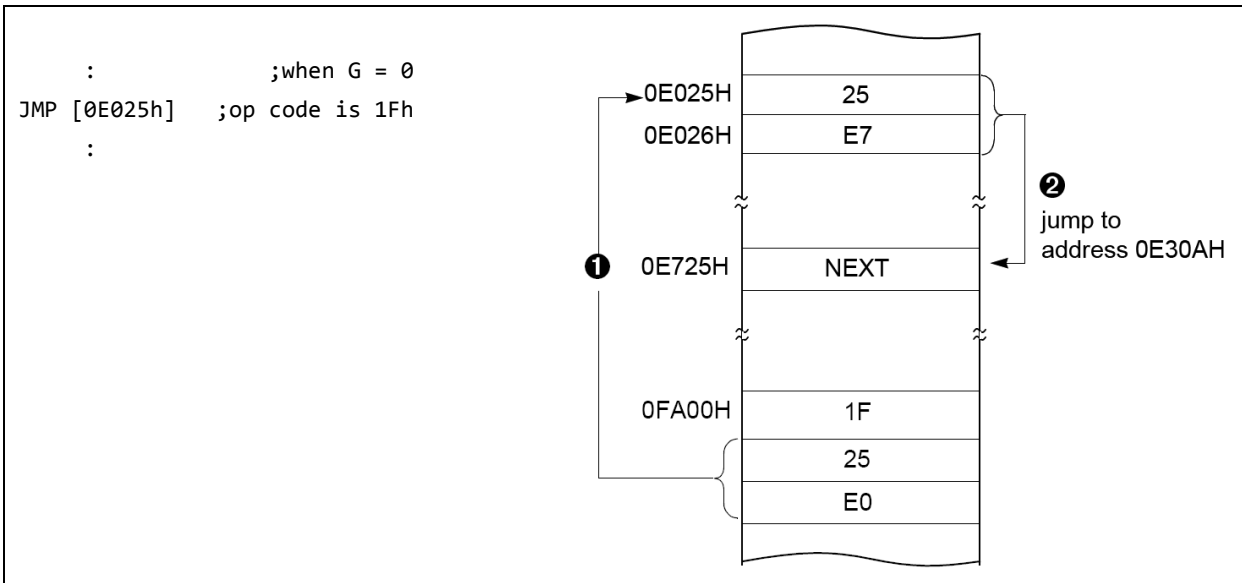 : ;when G = 0
JMP [0E025h] ;op code is 1Fh
:
0E025H 25
0E026H E7
❷
jump to
address 0E30AH
❶ 0E725H NEXT
0FA00H 1F
25
E0